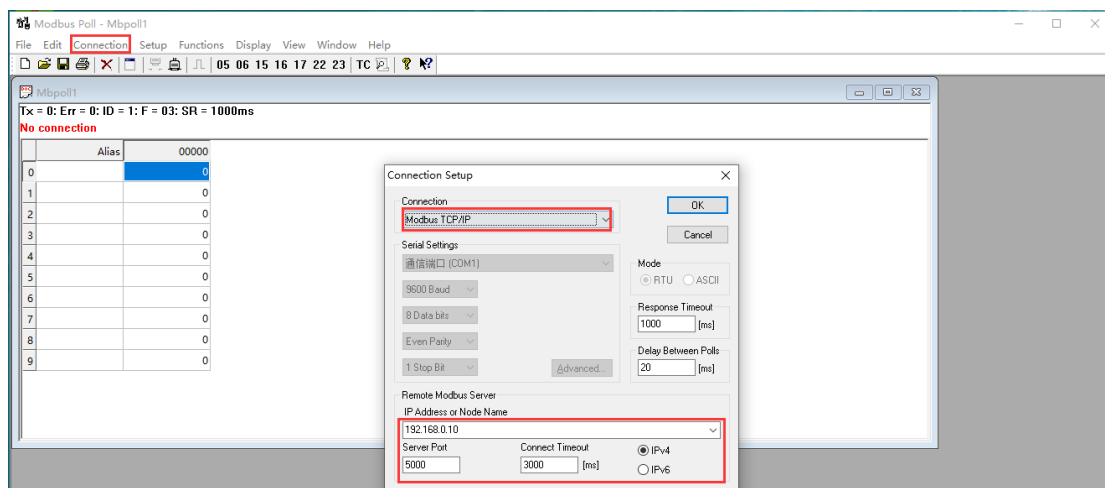 Modbus Poll - Mbpoll1
File Edit Connection Setup Functions Display View Window Help
05 06 15 16 17 22 23 TC
Mbpoll1
Tx = 0: Err = 0: ID = 1: F = 03: SR = 1000ms
No connection
Alias 00000
0 0
1 0
2 0
3 0
4 0
5 0
6 0
7 0
8 0
9 0
Connection Setup
Connection
Modbus TCP/IP
OK
Cancel
Serial Settings
通信端口 (COM1)
9600 Baud
8 Data bits
Even Parity
1 Stop Bit
Advanced...
Mode
RTU ASCII
Response Timeout
1000 [ms]
Delay Between Polls
20 [ms]
Remote Modbus Server
IP Address or Node Name
192.168.0.10
Server Port Connect Timeout
5000 3000 [ms]
IPv4
IPv6